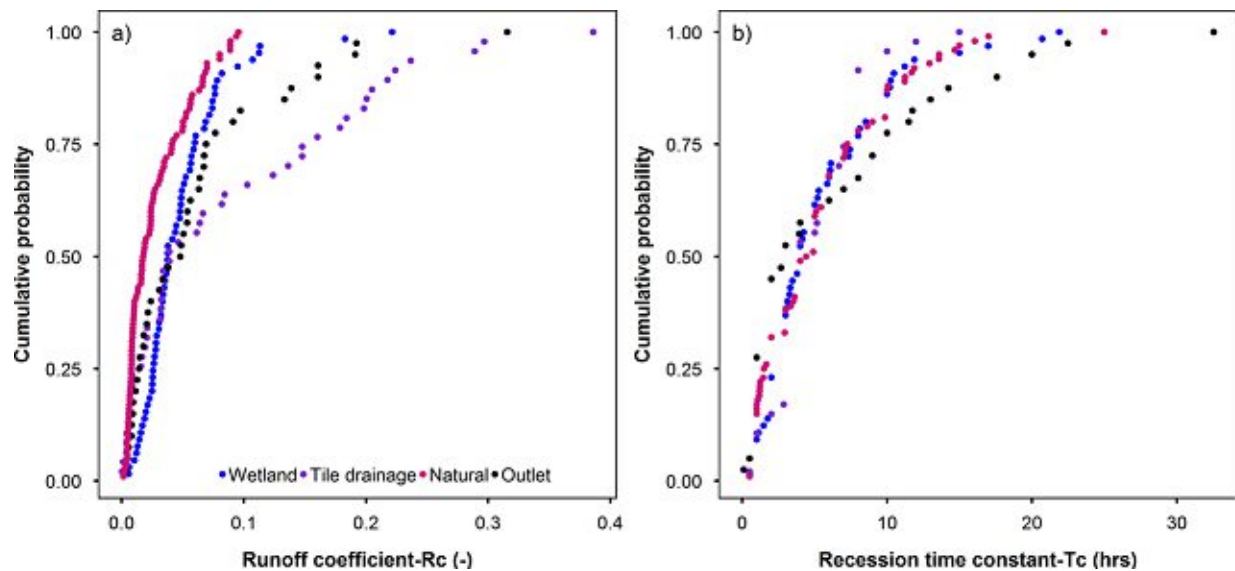 a)
1.00
0.75
0.50
0.25
0.00
Cumulative probability
Wetland Tile drainage Natural Outlet
0.0 0.1 0.2 0.3 0.4
Runoff coefficient-Rc (-)
b)
1.00
0.75
0.50
0.25
0.00
Cumulative probability
0 10 20 30
Recession time constant-Tc (hrs)